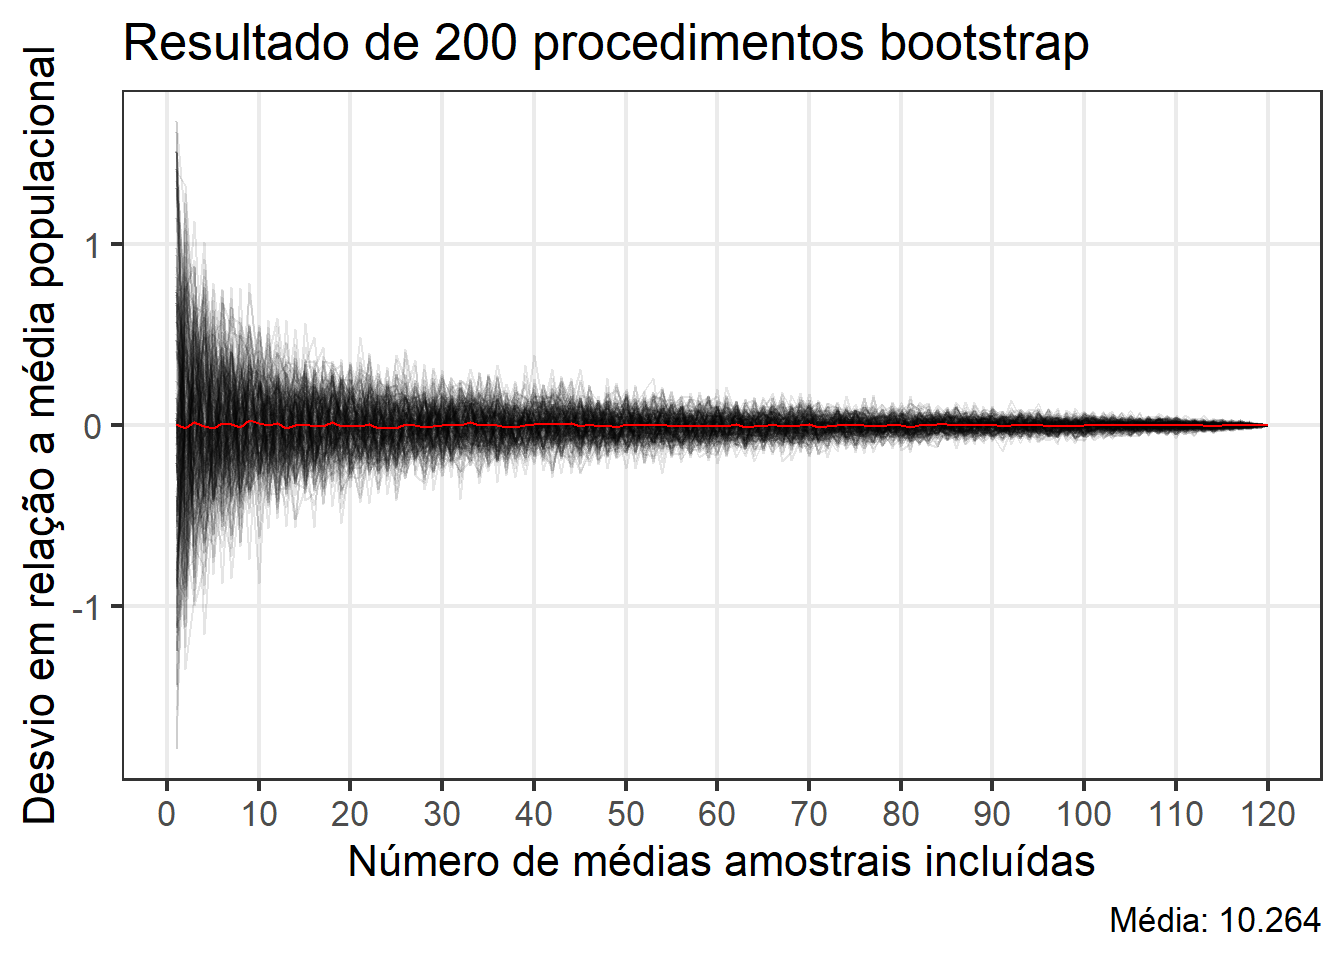 Resultado de 200 procedimentos bootstrap
Desvio em relação a média populacional
1
0
-1
0 10 20 30 40 50 60 70 80 90 100 110 120
Número de médias amostrais incluídas
Média: 10.264